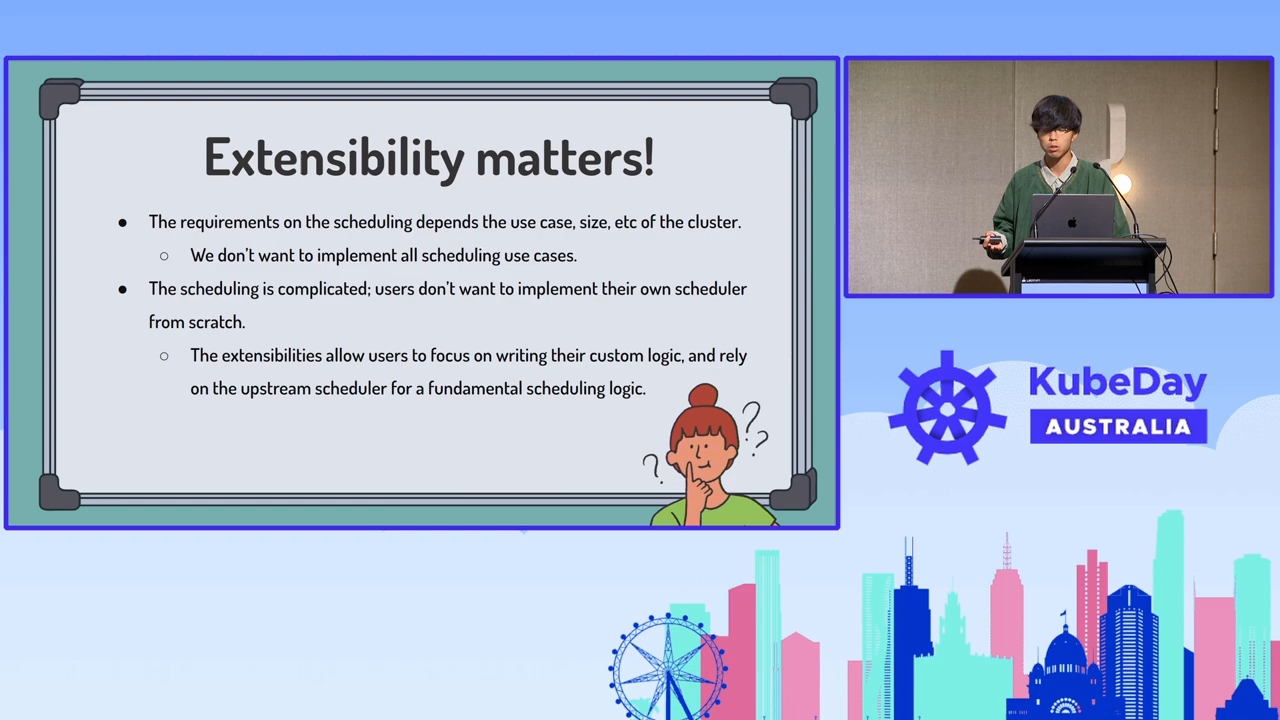 Extensibility matters!
● The requirements on the scheduling depends the use case, size, etc of the cluster.
○ We don’t want to implement all scheduling use cases.
● The scheduling is complicated; users don’t want to implement their own scheduler
from scratch.
○ The extensibilities allow users to focus on writing their custom logic, and rely
on the upstream scheduler for a fundamental scheduling logic.
? ? ?
KubeDay
AUSTRALIA